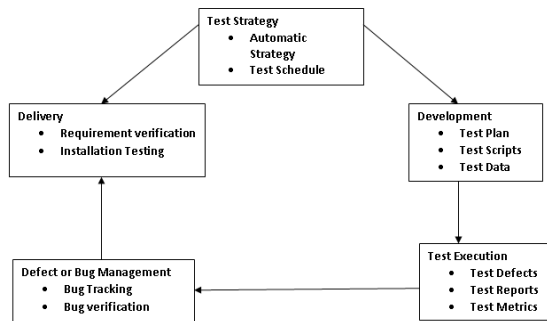 Test Strategy
• Automatic
Strategy
• Test Schedule
Delivery
• Requirement verification
• Installation Testing
Development
• Test Plan
• Test Scripts
• Test Data
Defect or Bug Management
• Bug Tracking
• Bug verification
Test Execution
• Test Defects
• Test Reports
• Test Metrics